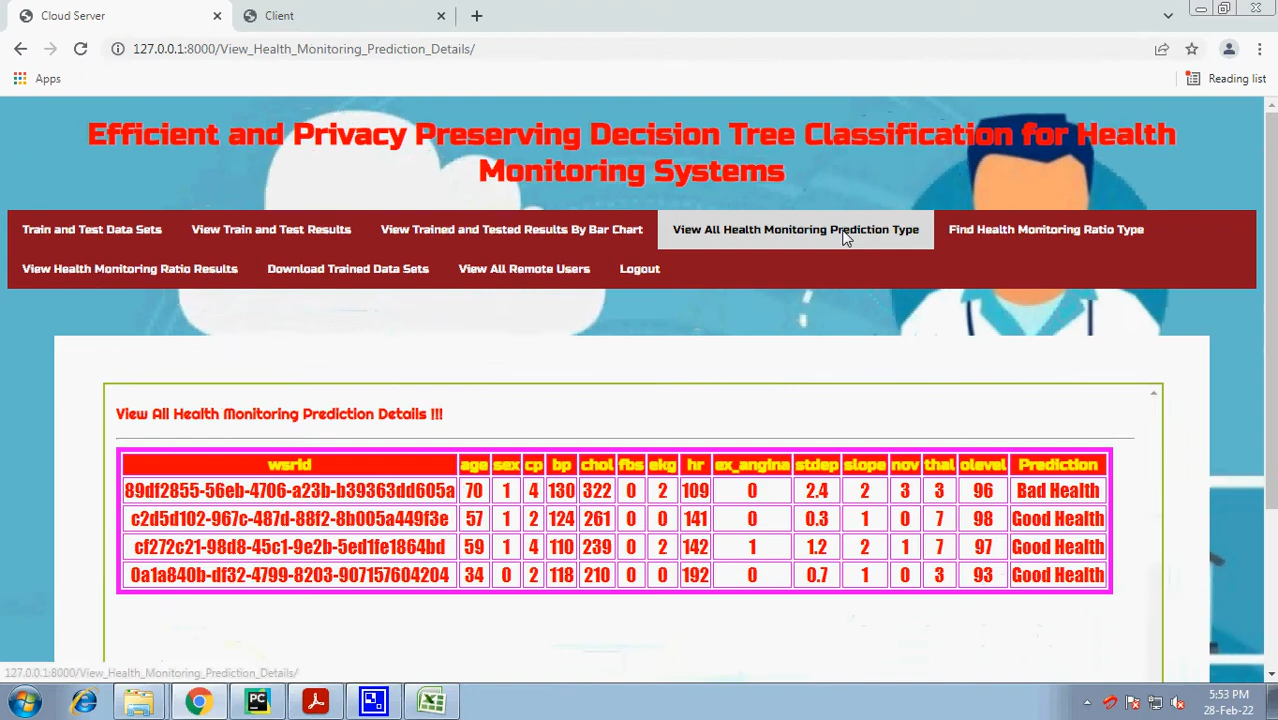 Cloud Server
Client
127.0.0.1:8000/View_Health_Monitoring_Prediction_Details/
Apps
Reading list
Efficient and Privacy Preserving Decision Tree Classification for Health
Monitoring Systems
Train and Test Data Sets View Train and Test Results View Trained and Tested Results By Bar Chart View All Health Monitoring Prediction Type Find Health Monitoring Ratio Type
View Health Monitoring Ratio Results Download Trained Data Sets View All Remote Users Logout
View All Health Monitoring Prediction Details !!!
wsrid age sex cp bp chol fbs ekg hr ex_angina stdep slope nov thal olevel Prediction
89df2855-56eb-4706-a23b-b39363dd605a 70 1 4 130 322 0 2 109 0 2.4 2 3 3 96 Bad Health
c2d5d102-967c-487d-88f2-8b005a449f3e 57 1 2 124 261 0 0 141 0 0.3 1 0 7 98 Good Health
cf272c21-98d8-45c1-9e2b-5ed1fe1864bd 59 1 4 110 239 0 2 142 1 1.2 2 1 7 97 Good Health
0a1a840b-df32-4799-8203-907157604204 34 0 2 118 210 0 0 192 0 0.7 1 0 3 93 Good Health
127.0.0.1:8000/View_Health_Monitoring_Prediction_Details/
PC
5:53 PM
28-Feb-22